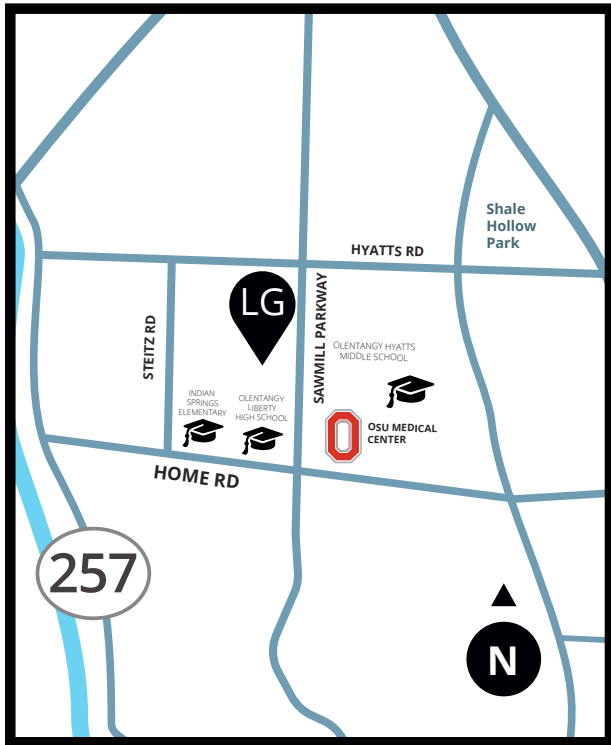 Shale
Hollow
Park
HYATTS RD
LG
SAWMILL PARKWAY
STEITZ RD
OLENTANGY HYATTS
MIDDLE SCHOOL
INDIAN
SPRINGS
ELEMENTARY
OLENTANGY
LIBERTY
HIGH SCHOOL
OSU MEDICAL
CENTER
HOME RD
257
N